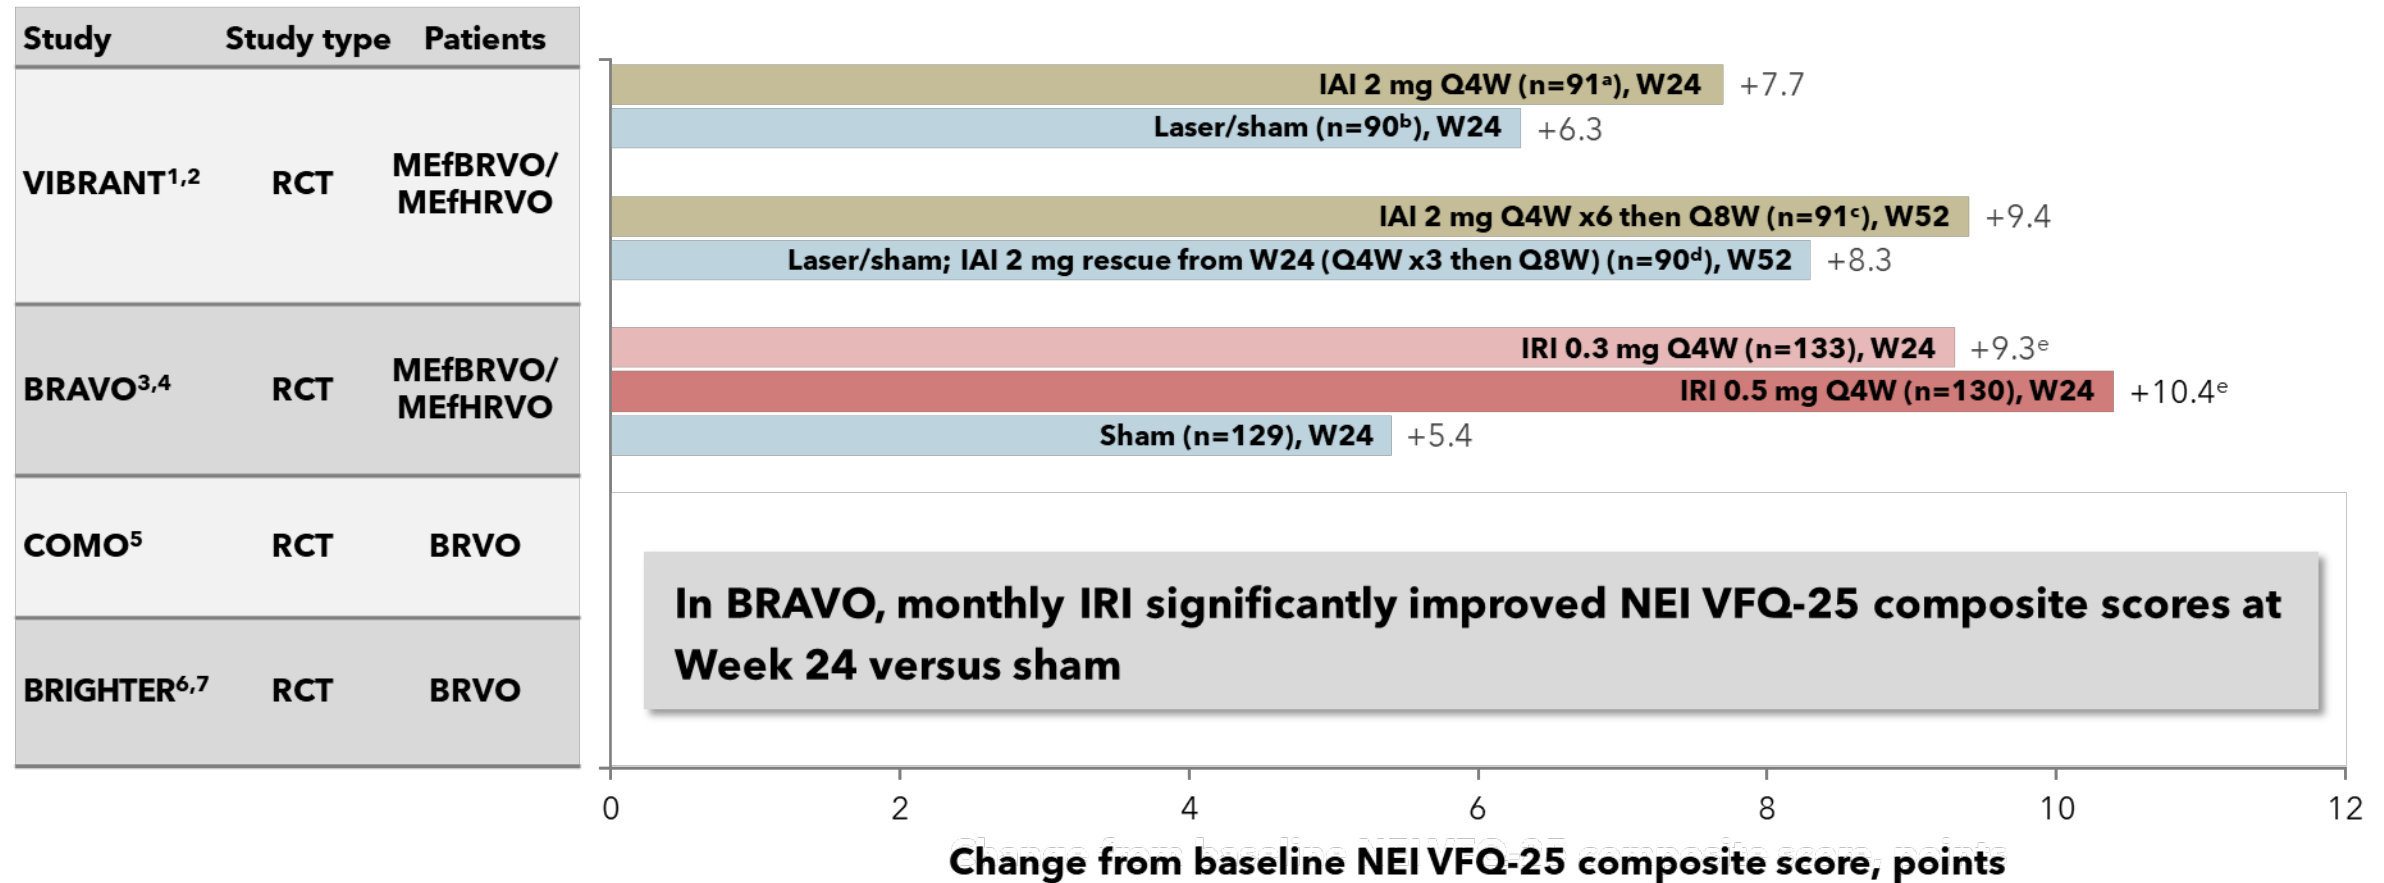 Study Study type Patients
VIBRANT¹,² RCT MEfBRVO/
MEfHRVO
IAI 2 mg Q4W (n=91ᵃ), W24 +7.7
Laser/sham (n=90ᵇ), W24 +6.3
IAI 2 mg Q4W x6 then Q8W (n=91ᶜ), W52 +9.4
Laser/sham; IAI 2 mg rescue from W24 (Q4W x3 then Q8W) (n=90ᵈ), W52 +8.3
BRAVO³,⁴ RCT MEfBRVO/
MEfHRVO
IRI 0.3 mg Q4W (n=133), W24 +9.3ᵉ
IRI 0.5 mg Q4W (n=130), W24 +10.4ᵉ
Sham (n=129), W24 +5.4
COMO⁵ RCT BRVO
BRIGHTER⁶,⁷ RCT BRVO
In BRAVO, monthly IRI significantly improved NEI VFQ-25 composite scores at
Week 24 versus sham
0 2 4 6 8 10 12
Change from baseline NEI VFQ-25 composite score, points